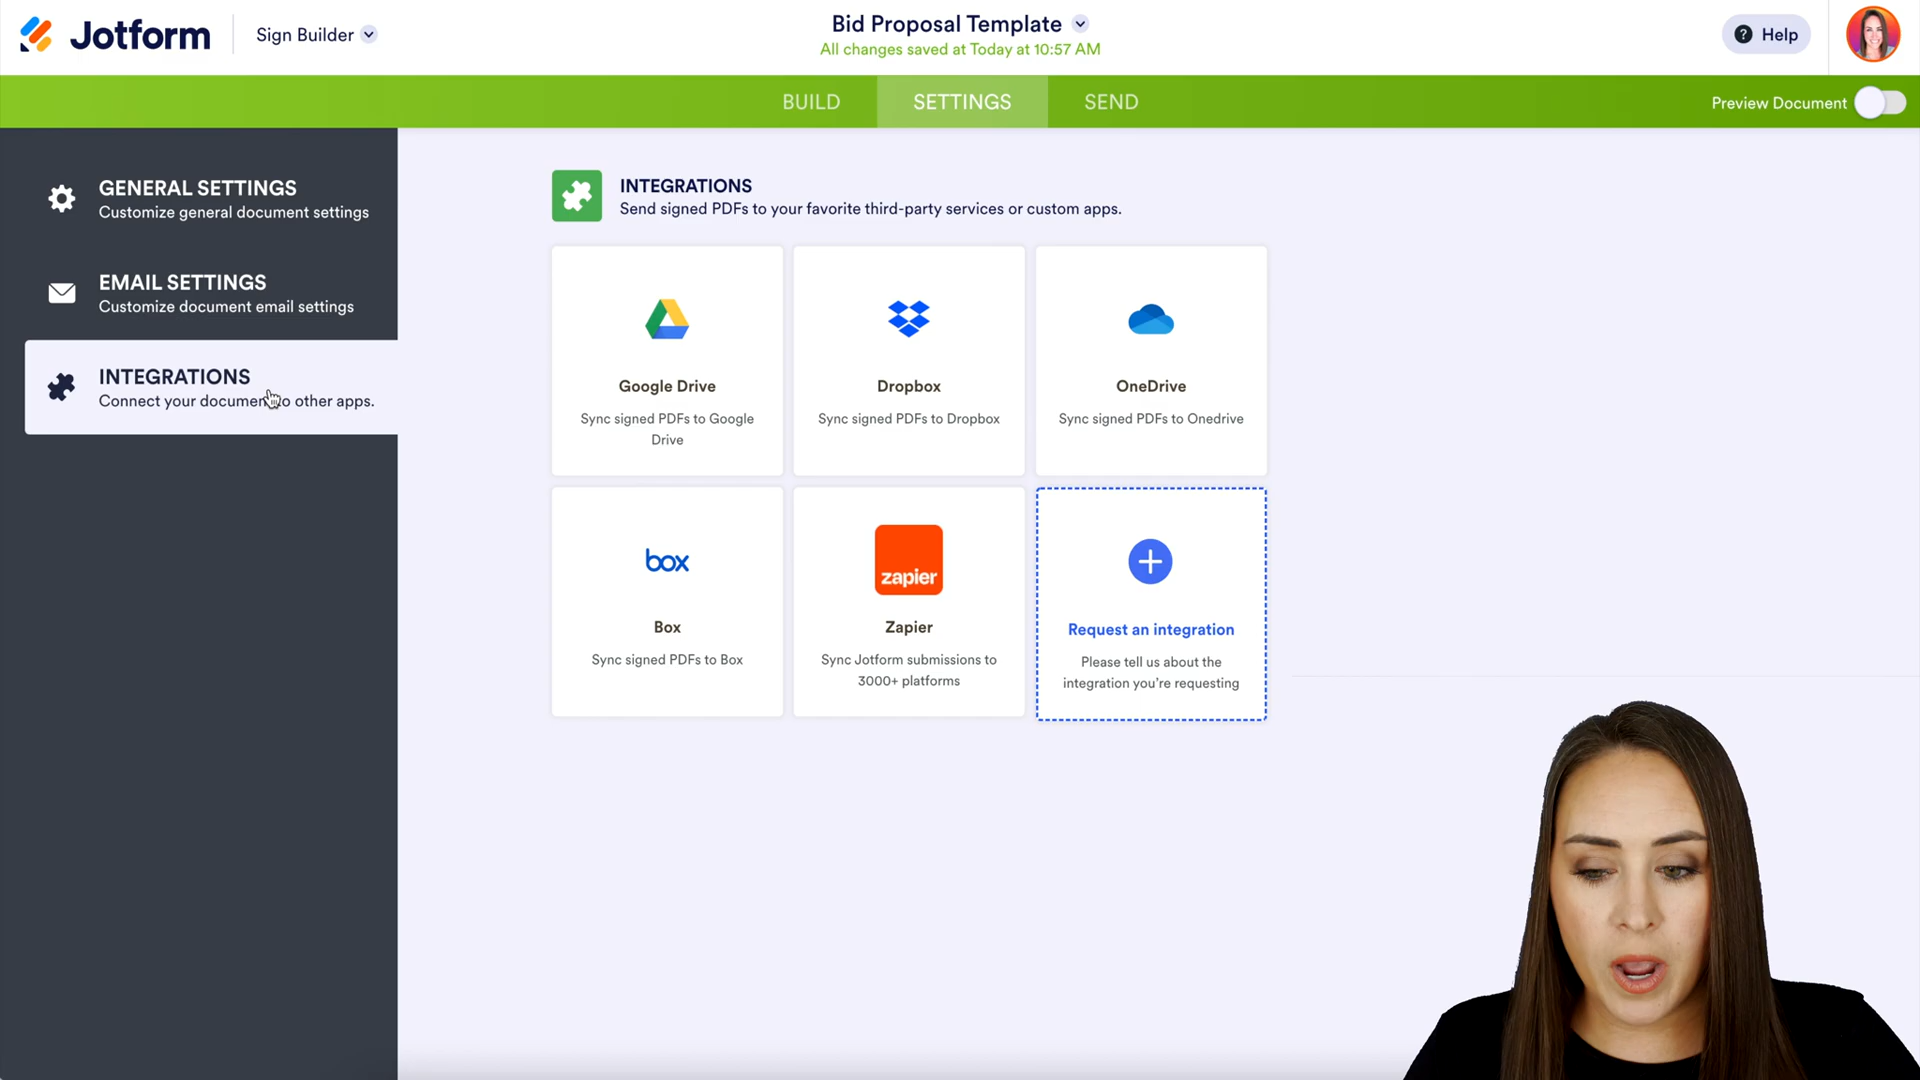 Jotform
Sign Builder
Bid Proposal Template
All changes saved at Today at 10:57 AM
? Help
BUILD
SETTINGS
SEND
Preview Document
GENERAL SETTINGS
Customize general document settings
EMAIL SETTINGS
Customize document email settings
INTEGRATIONS
Connect your document to other apps.
INTEGRATIONS
Send signed PDFs to your favorite third-party services or custom apps.
Google Drive
Sync signed PDFs to Google
Drive
Dropbox
Sync signed PDFs to Dropbox
OneDrive
Sync signed PDFs to Onedrive
box
Box
Sync signed PDFs to Box
zapier
Zapier
Sync Jotform submissions to
3000+ platforms
Request an integration
Please tell us about the
integration you're requesting